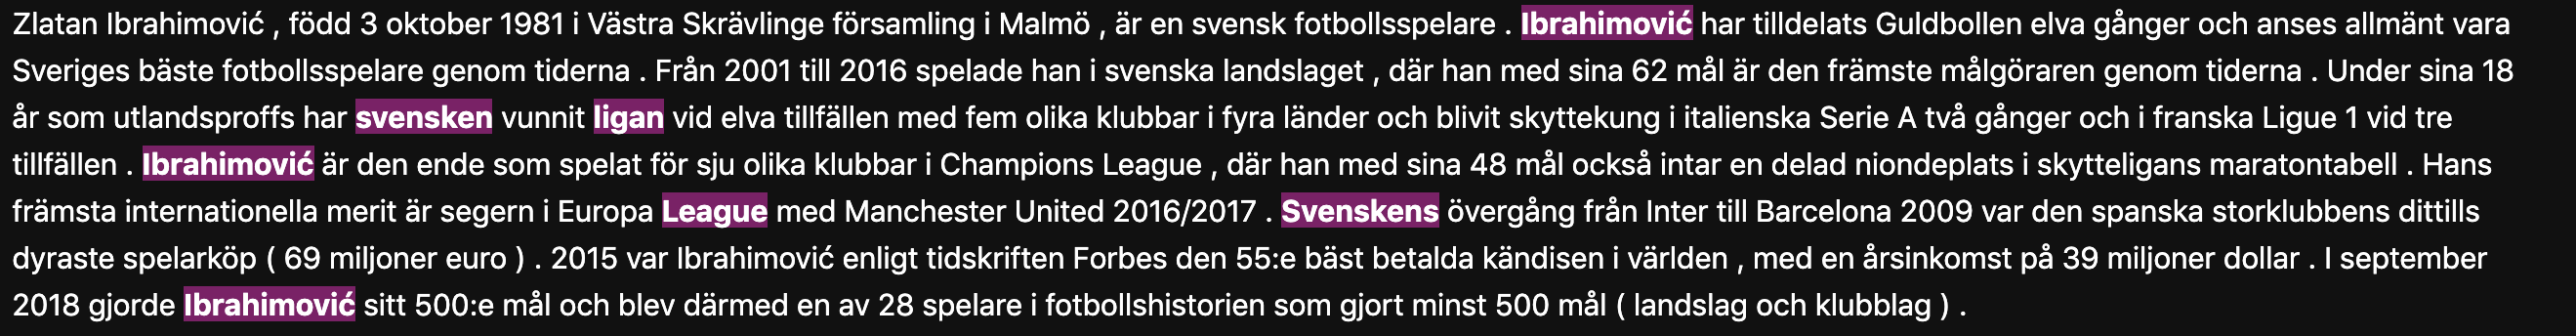 Zlatan Ibrahimović , född 3 oktober 1981 i Västra Skrävlinge församling i Malmö , är en svensk fotbollsspelare . Ibrahimović har tilldelats Guldbollen elva gånger och anses allmänt vara
Sveriges bäste fotbollsspelare genom tiderna . Från 2001 till 2016 spelade han i svenska landslaget , där han med sina 62 mål är den främste målgöraren genom tiderna . Under sina 18
år som utlandsproffs har svensken vunnit ligan vid elva tillfällen med fem olika klubbar i fyra länder och blivit skyttekung i italienska Serie A två gånger och i franska Ligue 1 vid tre
tillfällen . Ibrahimović är den ende som spelat för sju olika klubbar i Champions League , där han med sina 48 mål också intar en delad niondeplats i skytteligans maratontabell . Hans
främsta internationella merit är segern i Europa League med Manchester United 2016/2017 . Svenskens övergång från Inter till Barcelona 2009 var den spanska storklubbens dittills
dyraste spelarköp ( 69 miljoner euro ) . 2015 var Ibrahimović enligt tidskriften Forbes den 55:e bäst betalda kändisen i världen , med en årsinkomst på 39 miljoner dollar . I september
2018 gjorde Ibrahimović sitt 500:e mål och blev därmed en av 28 spelare i fotbollshistorien som gjort minst 500 mål ( landslag och klubblag ) .